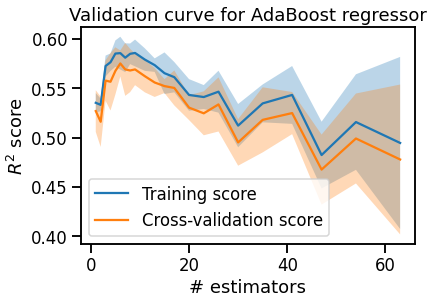 Validation curve for AdaBoost regressor
0.60
0.55
0.50
0.45
0.40
R² score
Training score
Cross-validation score
0
20
40
60
# estimators